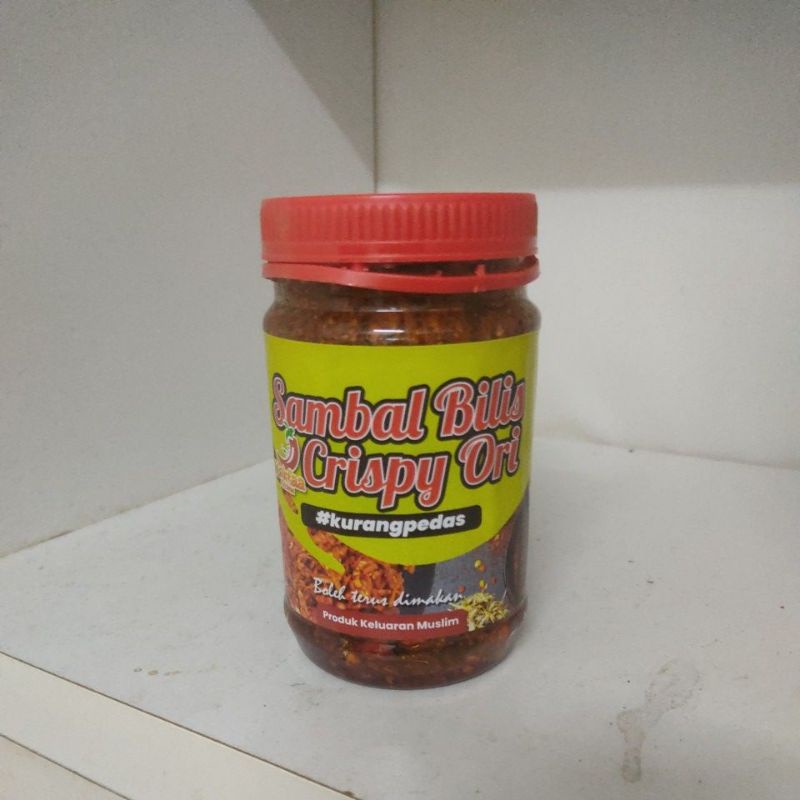 Sambal Bilis
Crispy Ori
#kurangpedas
Boleh terus dimakan
Produk Keluaran Muslim